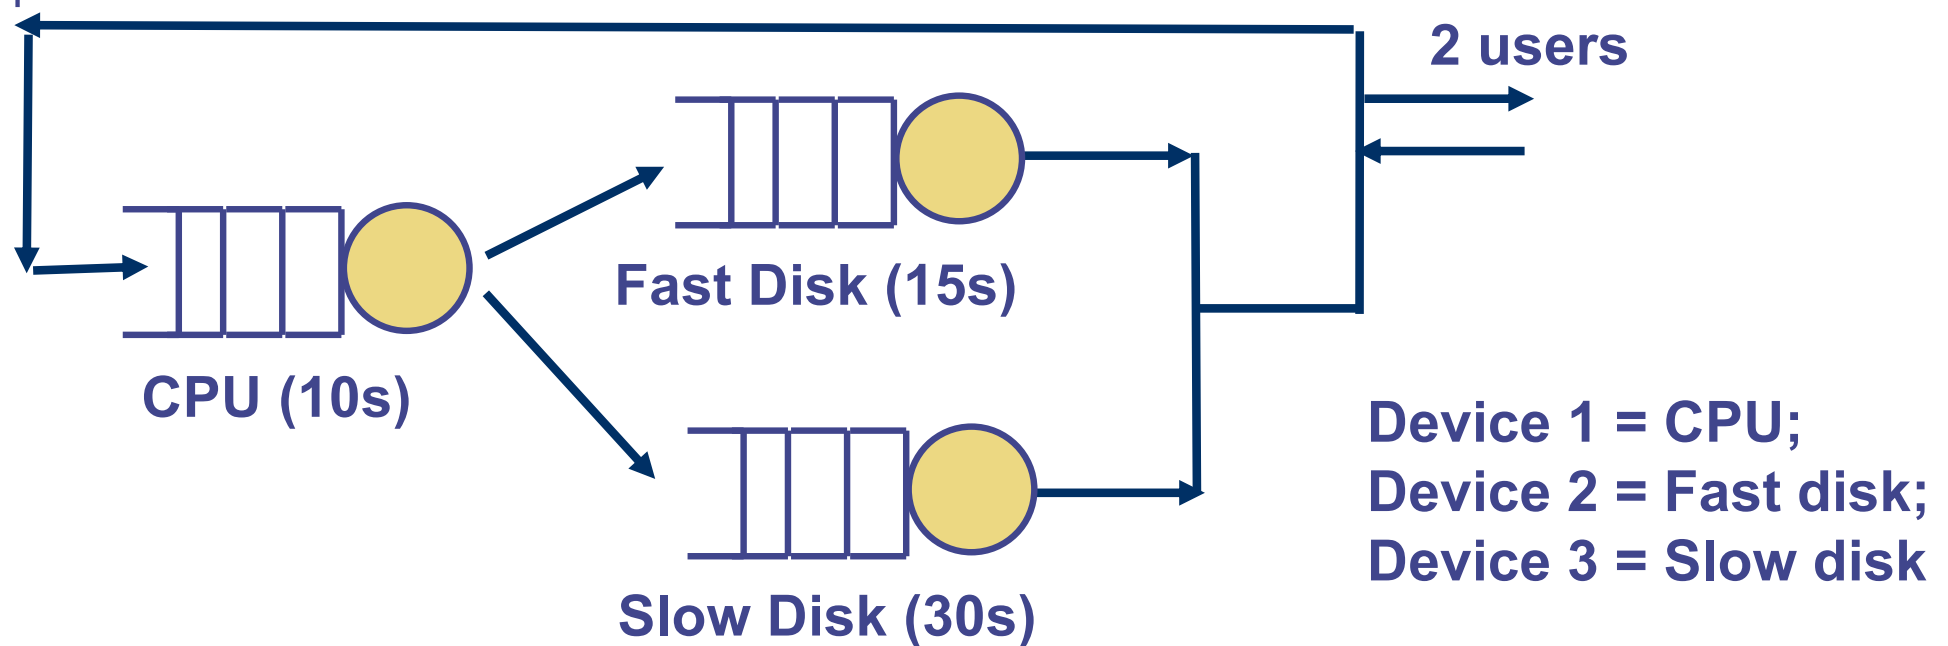 2 users
Fast Disk (15s)
CPU (10s)
Slow Disk (30s)
Device 1 = CPU;
Device 2 = Fast disk;
Device 3 = Slow disk